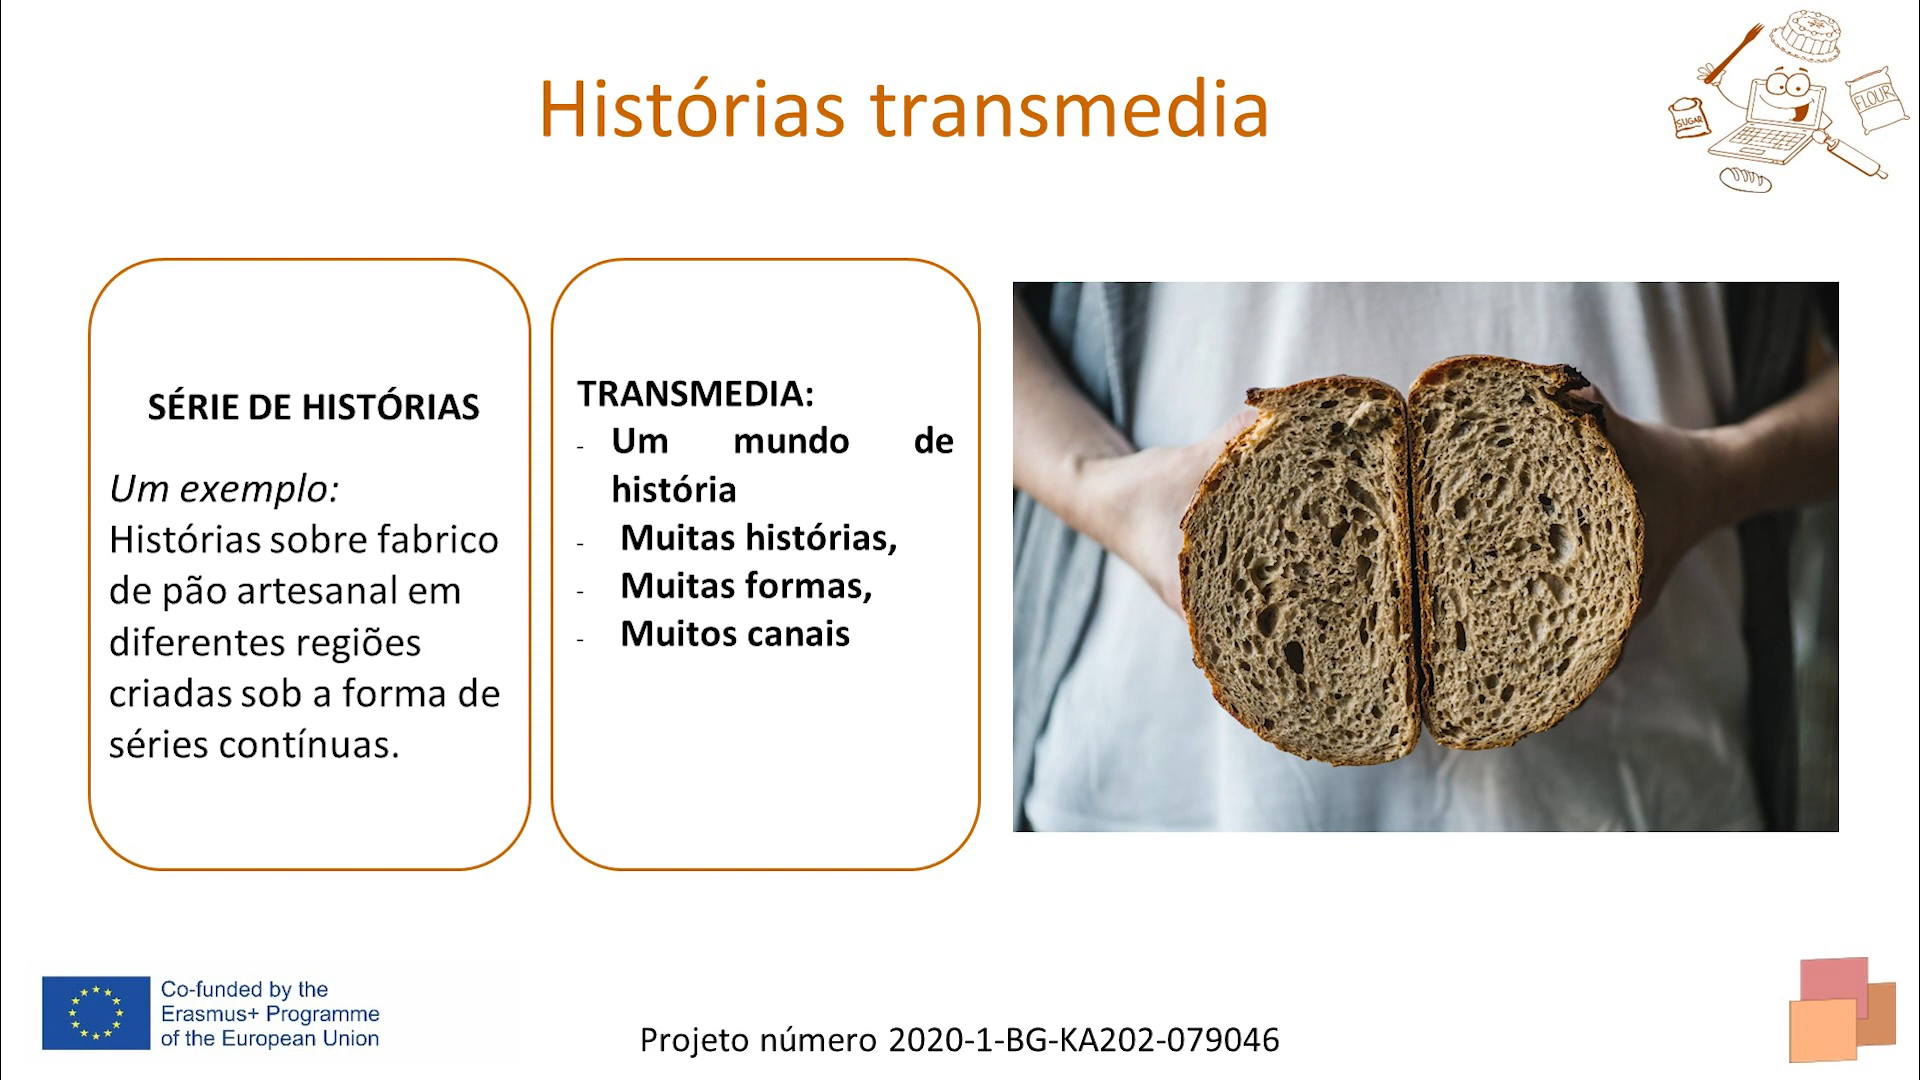 Histórias transmedia
SUGAR
FLOUR
SÉRIE DE HISTÓRIAS
Um exemplo:
Histórias sobre fabrico
de pão artesanal em
diferentes regiões
criadas sob a forma de
séries contínuas.
TRANSMEDIA:
- Um mundo de
história
- Muitas histórias,
- Muitas formas,
- Muitos canais
Co-funded by the
Erasmus+ Programme
of the European Union
Projeto número 2020-1-BG-KA202-079046